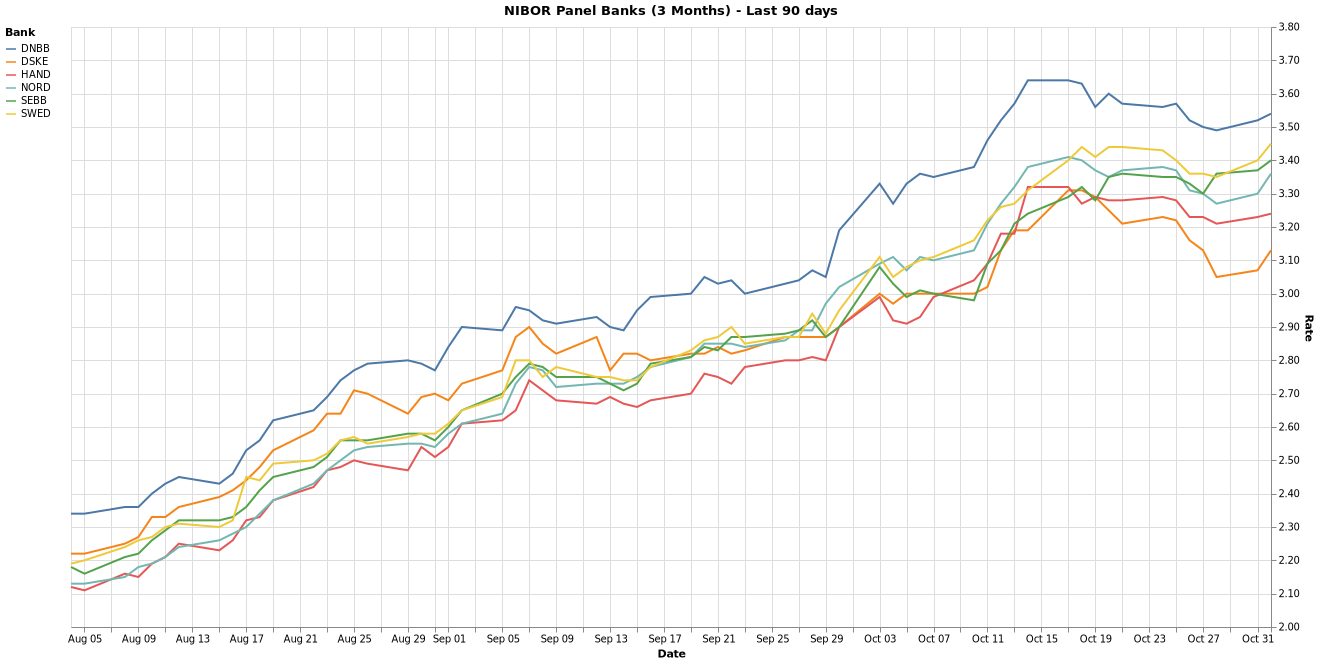 NIBOR Panel Banks (3 Months) - Last 90 days
Bank
DNBB
DSKE
HAND
NORD
SEBB
SWED
3.80
3.70
3.60
3.50
3.40
3.30
3.20
3.10
3.00
2.90
2.80
2.70
2.60
2.50
2.40
2.30
2.20
2.10
2.00
Rate
Aug 05 Aug 09 Aug 13 Aug 17 Aug 21 Aug 25 Aug 29 Sep 01 Sep 05 Sep 09 Sep 13 Sep 17 Sep 21 Sep 25 Sep 29 Oct 03 Oct 07 Oct 11 Oct 15 Oct 19 Oct 23 Oct 27 Oct 31
Date